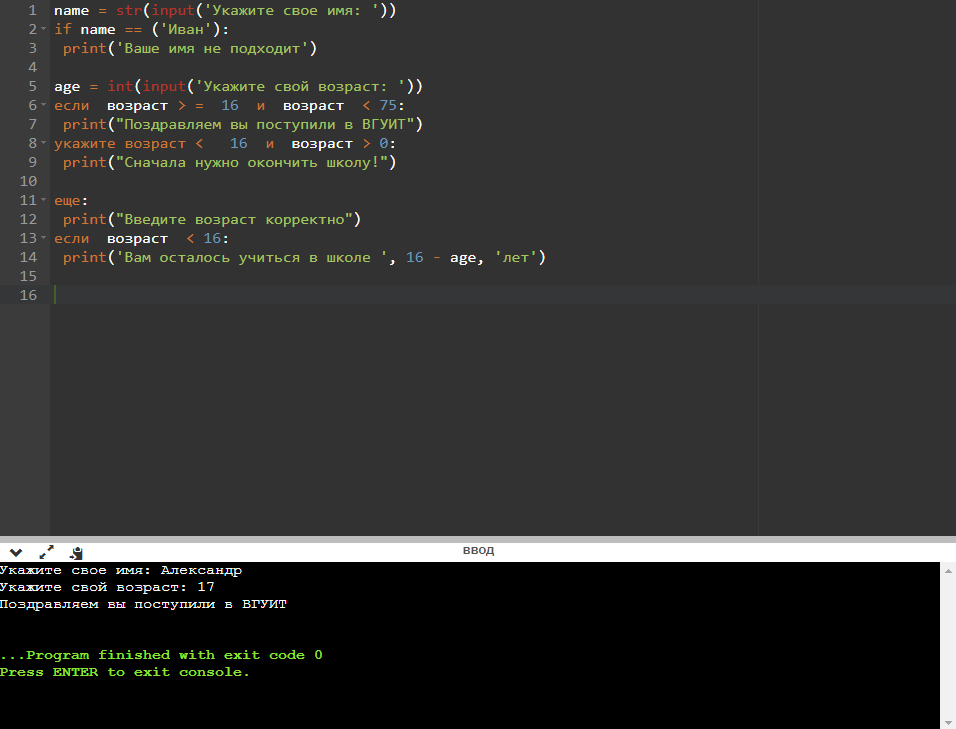 1 name = str(input('Укажите свое имя: '))
2 if name == ('Иван'):
3 print('Ваше имя не подходит')
4
5 age = int(input('Укажите свой возраст: '))
6 если возраст > = 16 и возраст < 75:
7 print("Поздравляем вы поступили в ВГУИТ")
8 укажите возраст < 16 и возраст > 0:
9 print("Сначала нужно окончить школу!")
10
11 еще:
12 print("Введите возраст корректно")
13 если возраст < 16:
14 print('Вам осталось учиться в школе ', 16 - age, 'лет')
15
16
ввод
Укажите свое имя: Александр
Укажите свой возраст: 17
Поздравляем вы поступили в ВГУИТ
...Program finished with exit code 0
Press ENTER to exit console.